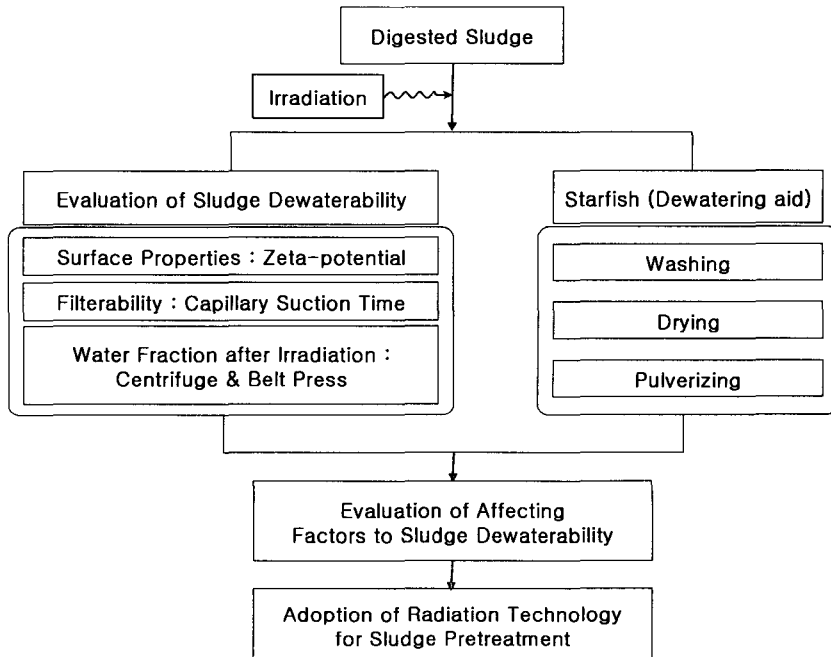 Digested Sludge
Irradiation
Evaluation of Sludge Dewaterability
Surface Properties : Zeta-potential
Filterability : Capillary Suction Time
Water Fraction after Irradiation :
Centrifuge & Belt Press
Starfish (Dewatering aid)
Washing
Drying
Pulverizing
Evaluation of Affecting
Factors to Sludge Dewaterability
Adoption of Radiation Technology
for Sludge Pretreatment